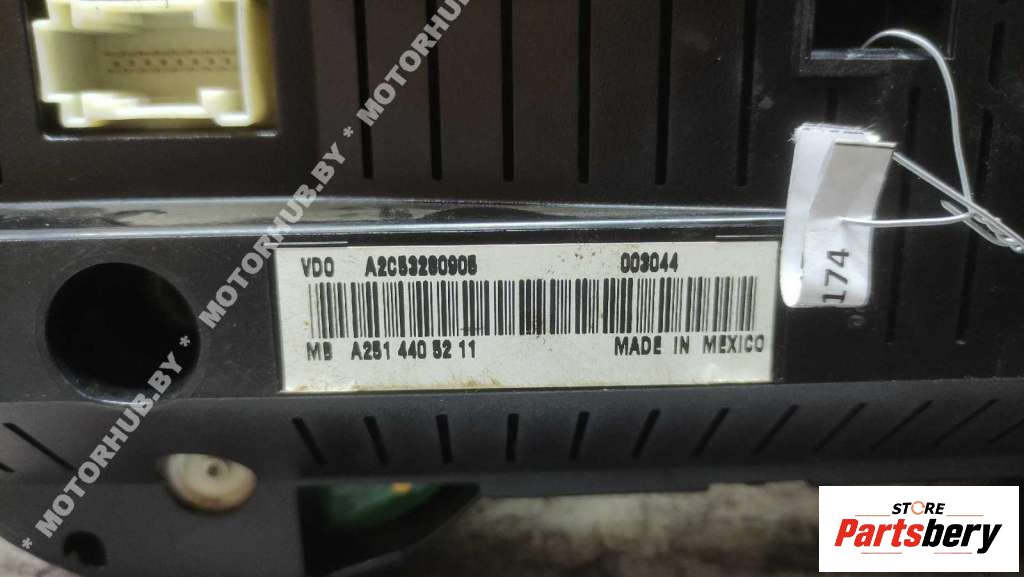 VDO A2C53280905 003044
MB A251 440 52 11 MADE IN MEXICO
174
* MOTORHUB.BY * MOTORHUB.BY * MOTORHUB.BY * MOTORHUB.BY
STORE
Partsbery